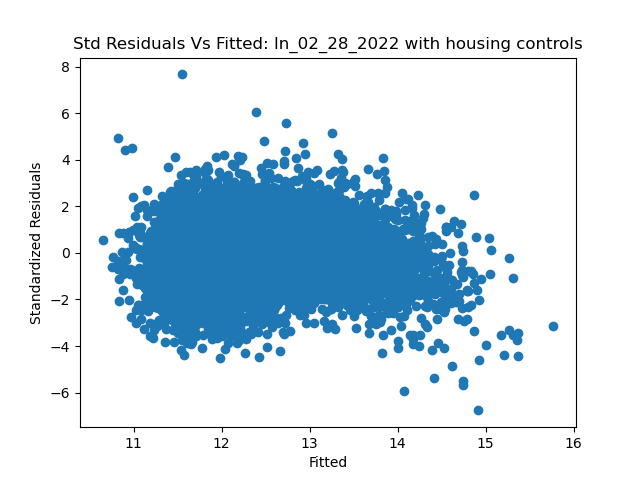 Std Residuals Vs Fitted: ln_02_28_2022 with housing controls
8
6
4
2
0
−2
−4
−6
Standardized Residuals
11 12 13 14 15 16
Fitted